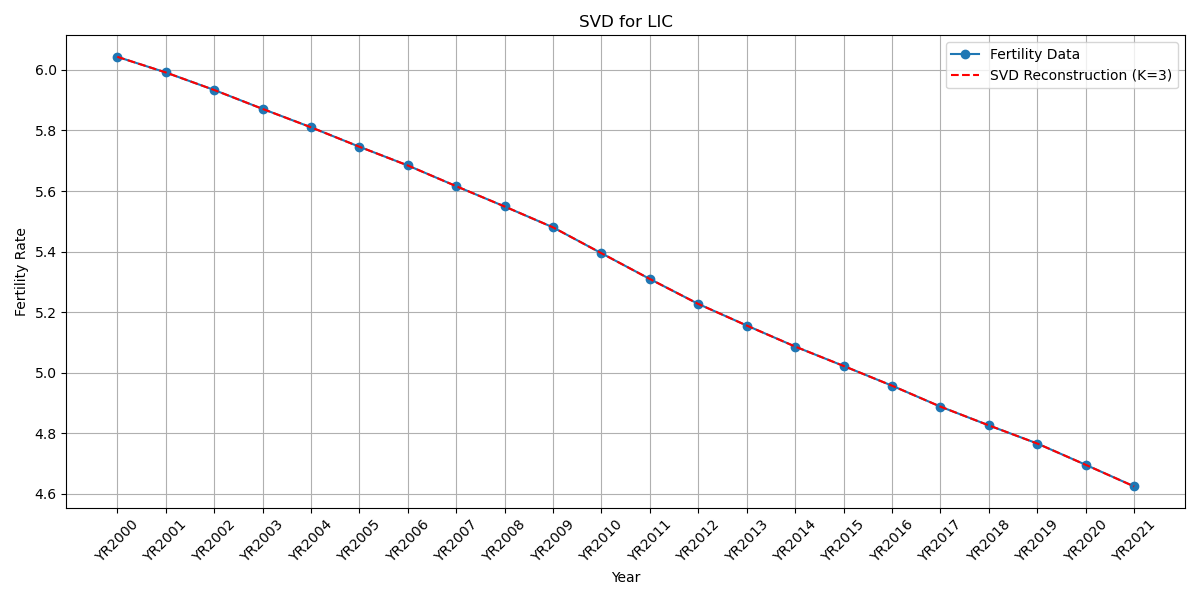 SVD for LIC
Fertility Data
SVD Reconstruction (K=3)
Fertility Rate
6.0
5.8
5.6
5.4
5.2
5.0
4.8
4.6
YR2000
YR2001
YR2002
YR2003
YR2004
YR2005
YR2006
YR2007
YR2008
YR2009
YR2010
YR2011
YR2012
YR2013
YR2014
YR2015
YR2016
YR2017
YR2018
YR2019
YR2020
YR2021
Year